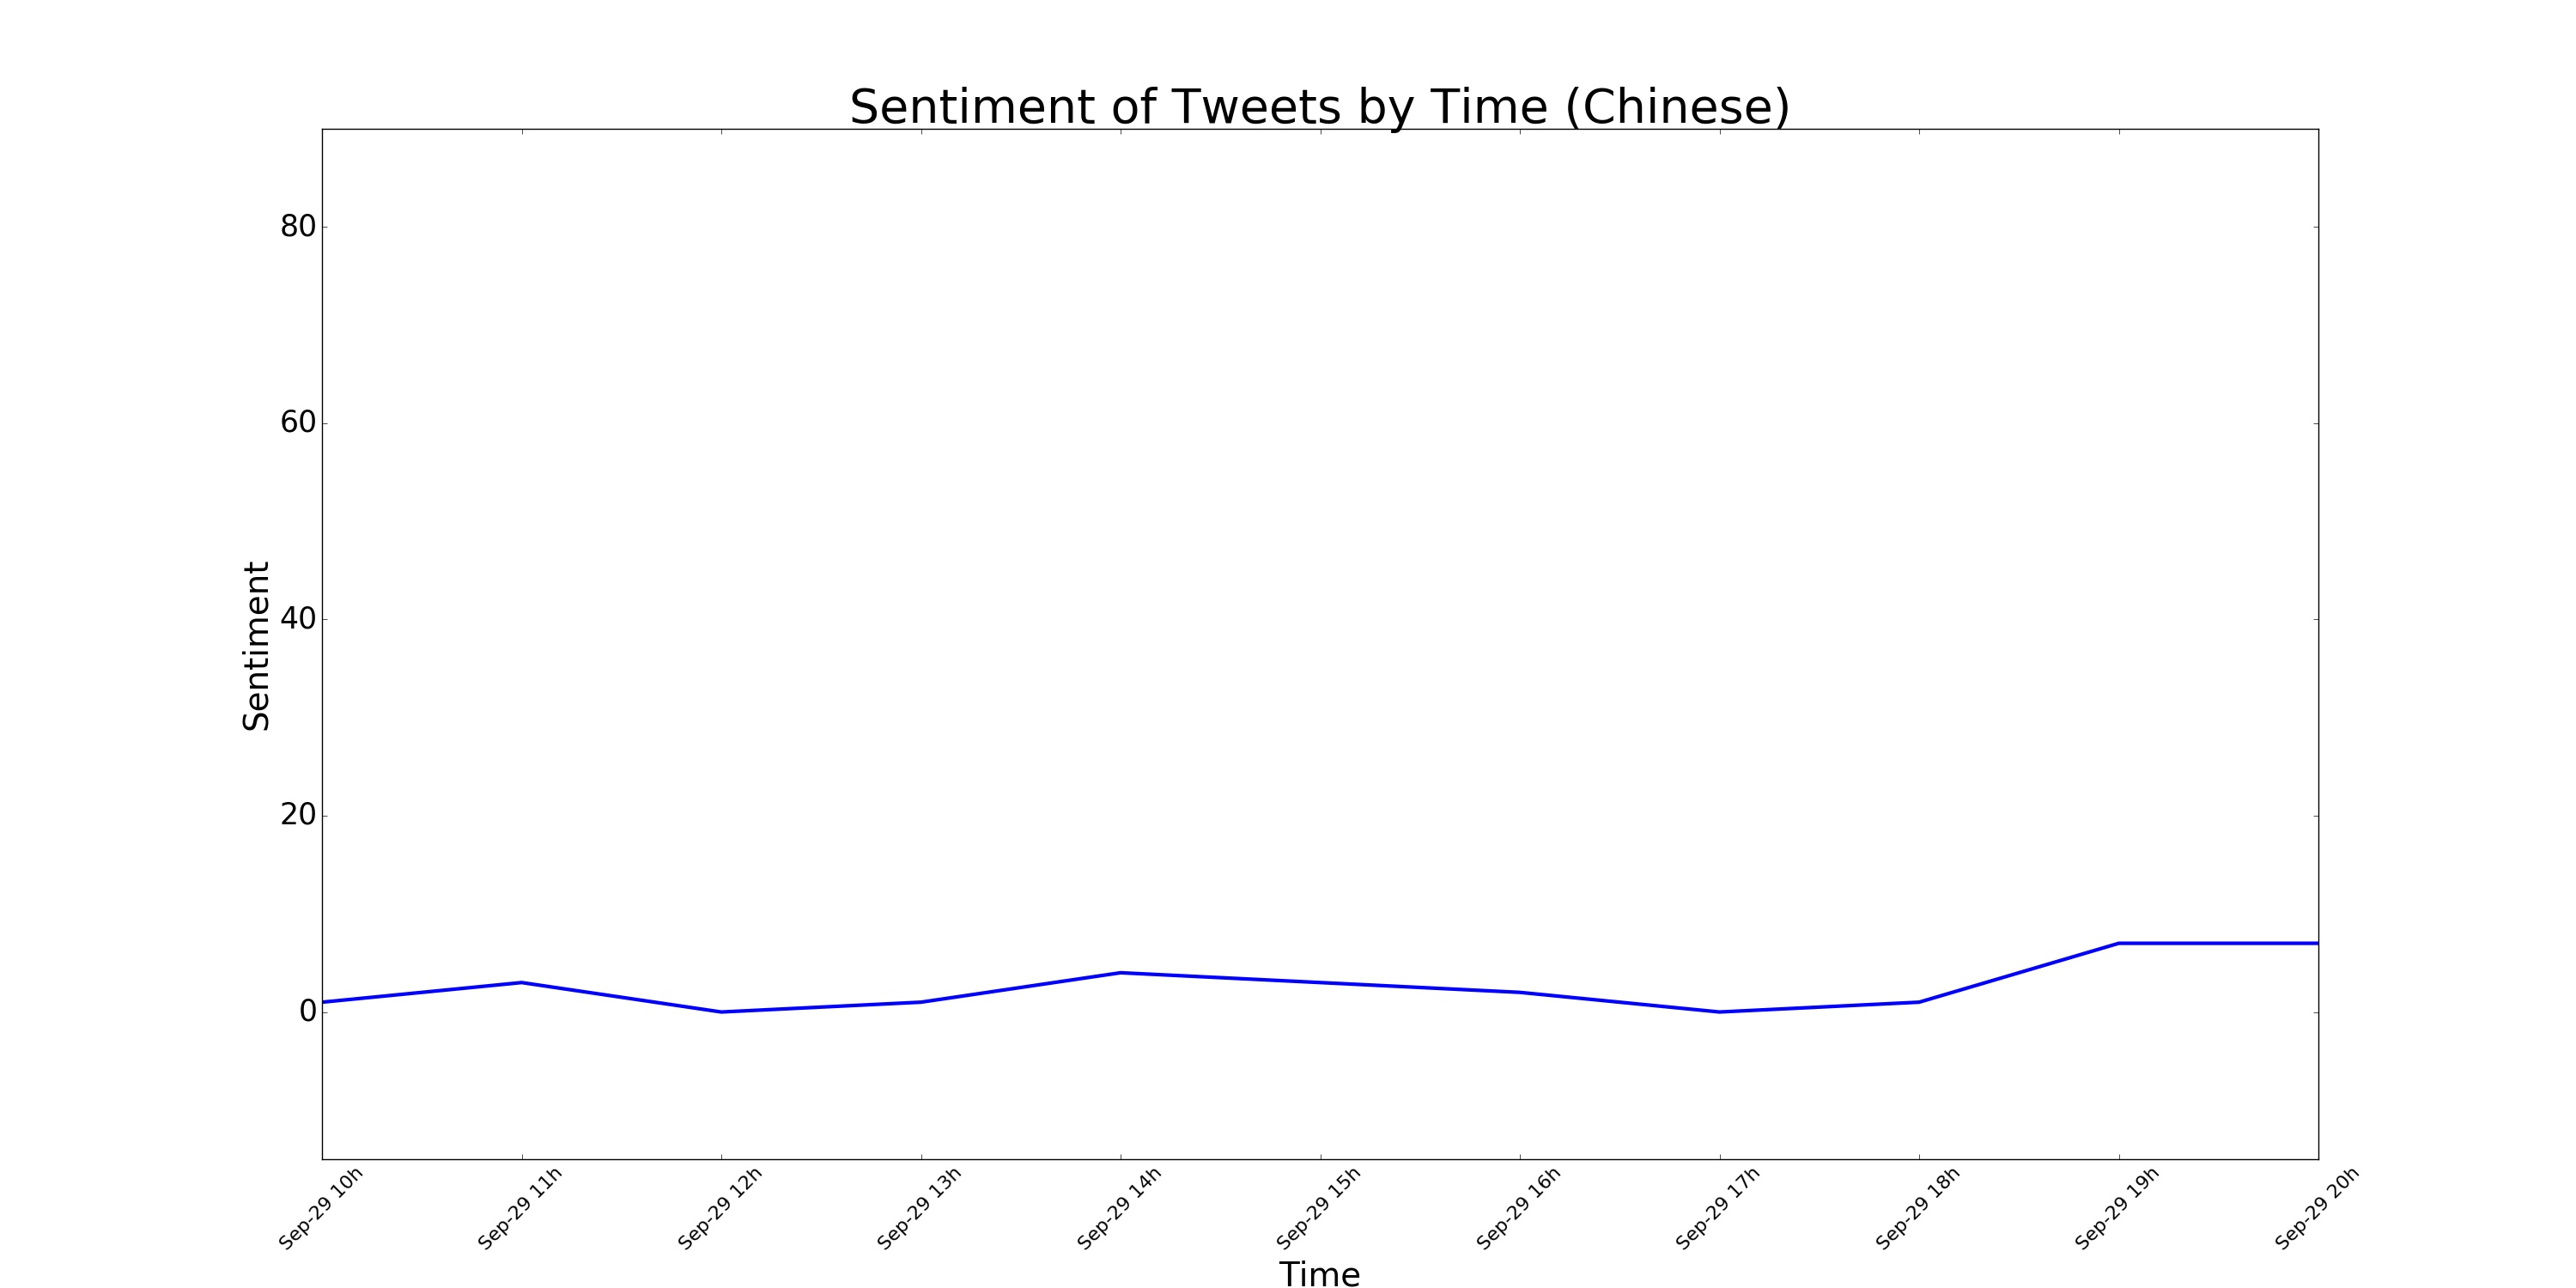 Sentiment of Tweets by Time (Chinese)
80
60
40
20
0
Sentiment
Sep-29 10h
Sep-29 11h
Sep-29 12h
Sep-29 13h
Sep-29 14h
Sep-29 15h
Sep-29 16h
Sep-29 17h
Sep-29 18h
Sep-29 19h
Sep-29 20h
Time